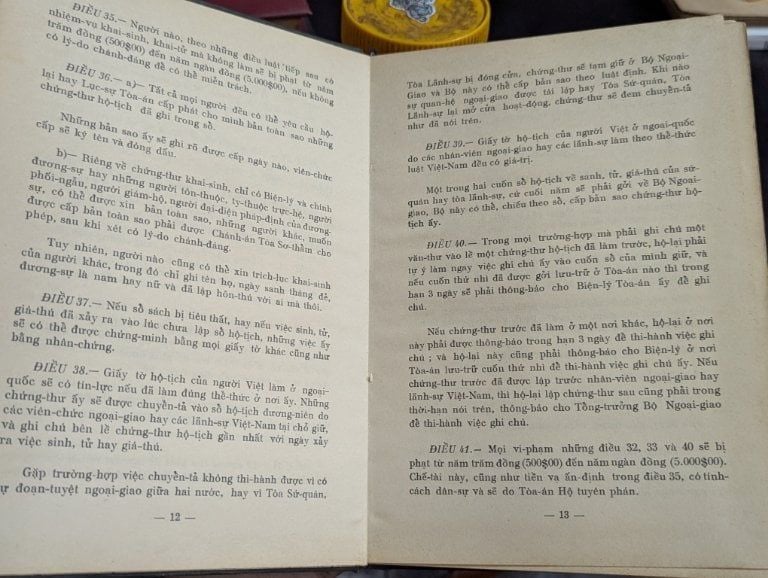 ĐIỀU 35.— Người nào, theo những điều luật tiếp sau có
nhiệm-vụ khai-sinh, khai-tử mà không làm sẽ bị phạt từ năm
trăm đồng (500$00) đến năm ngàn đồng (5.000$00), nếu không
có lý-do chánh-đáng để có thể miễn trách.
ĐIỀU 36.— a)— Tất cả mọi người đều có thể yêu cầu hộ-
lại hay Lục-sự Tòa-án cấp phát cho mình bản toàn sao những
chứng-thư hộ-tịch đã ghi trong sổ.
Những bản sao ấy sẽ ghi rõ được cấp ngày nào, viên-chức
cấp sẽ ký tên và đóng dấu.
b)— Riêng về chứng-thư khai-sinh, chỉ có Biện-lý và chính
đương-sự hay những người tôn-thuộc, ty-thuộc trực-hệ, người
phối-ngẫu, người giám-hộ, người đại-diện pháp-định của đương-
sự, có thể được xin bản toàn sao, những người khác, muốn
được cấp bản toàn sao phải được Chánh-án Tòa Sơ-thẩm cho
phép, sau khi xét có lý-do chánh-đáng.
Tuy nhiên, người nào cũng có thể xin trích-lục khai-sinh
của người khác, trong đó chỉ ghi tên họ, ngày sanh tháng đẻ,
đương-sự là nam hay nữ và đã lập hôn-thú với ai mà thôi.
ĐIỀU 37.— Nếu sổ sách bị tiêu-thất, hay nếu việc sinh, tử,
giá-thú đã xảy ra vào lúc chưa lập sổ hộ-tịch, những việc ấy
sẽ có thể được chứng-minh bằng mọi giấy tờ khác cũng như
bằng nhân-chứng.
ĐIỀU 38.— Giấy tờ hộ-tịch của người Việt làm ở ngoại-
quốc sẽ có tín-lực nếu đã làm đúng thể-thức ở nơi ấy. Những
chứng-thư ấy sẽ được chuyển-tả vào sổ hộ-tịch đương-niên do
các viên-chức ngoại-giao hay các lãnh-sự Việt-Nam tại chỗ giữ,
và ghi chú bên lề chứng-thư hộ-tịch gần nhất với ngày xảy
ra việc sinh, tử hay giá-thú.
Gặp trường-hợp việc chuyển-tả không thi-hành được vì có
sự đoạn-tuyệt ngoại-giao giữa hai nước, hay vì Tòa Sứ-quán,
— 12 —
Tòa Lãnh-sự bị đóng cửa, chứng-thư sẽ tạm giữ ở Bộ Ngoại-
Giao và Bộ này có thể cấp bản sao theo luật định. Khi nào
sự quan-hệ ngoại-giao được tái lập hay Tòa Sứ-quán, Tòa
Lãnh-sự lại mở cửa hoạt-động, chứng-thư sẽ đem chuyển-tả
như đã nói trên.
ĐIỀU 39.— Giấy tờ hộ-tịch của người Việt ở ngoại-quốc
do các nhân-viên ngoại-giao hay các lãnh-sự làm theo thể-thức
luật Việt-Nam đều có giá-trị.
Một trong hai cuốn sổ hộ-tịch về sanh, tử, giá-thú của sứ-
quán hay tòa lãnh-sự, cứ cuối năm sẽ phải gởi về Bộ Ngoại-
giao, Bộ này có thể, chiếu theo sổ, cấp bản sao chứng-thư hộ-
tịch ấy.
ĐIỀU 40.— Trong mọi trường-hợp mà phải ghi chú một
văn-thư vào lề một chứng-thư hộ-tịch đã làm trước, hộ-lại phải
tự ý làm ngay việc ghi chú ấy vào cuốn sổ của mình giữ, và
nếu cuốn thứ nhì đã được gởi lưu-trữ ở Tòa-án nào thì trong
hạn 3 ngày sẽ phải thông-báo cho Biện-lý Tòa-án ấy để ghi
chú.
Nếu chứng-thư trước đã làm ở một nơi khác, hộ-lại ở nơi
này phải được thông-báo trong hạn 3 ngày để thi-hành việc ghi
chú ; và hộ-lại này cũng phải thông-báo cho Biện-lý ở nơi
Tòa-án lưu-trữ cuốn thứ nhì để thi-hành việc ghi chú ấy. Nếu
chứng-thư trước đã được lập trước nhân-viên ngoại-giao hay
lãnh-sự Việt-Nam, thì hộ-lại lập chứng-thư sau cũng phải trong
thời-hạn nói trên, thông-báo cho Tổng-trưởng Bộ Ngoại-giao
để thi-hành việc ghi chú.
ĐIỀU 41.— Mọi vi-phạm những điều 32, 33 và 40 sẽ bị
phạt từ năm trăm đồng (500$00) đến năm ngàn đồng (5.000$00).
Chế-tài này, cũng như tiền vạ ấn-định trong điều 35, có tính-
cách dân-sự và sẽ do Tòa-án Hộ tuyên phán.
— 13 —